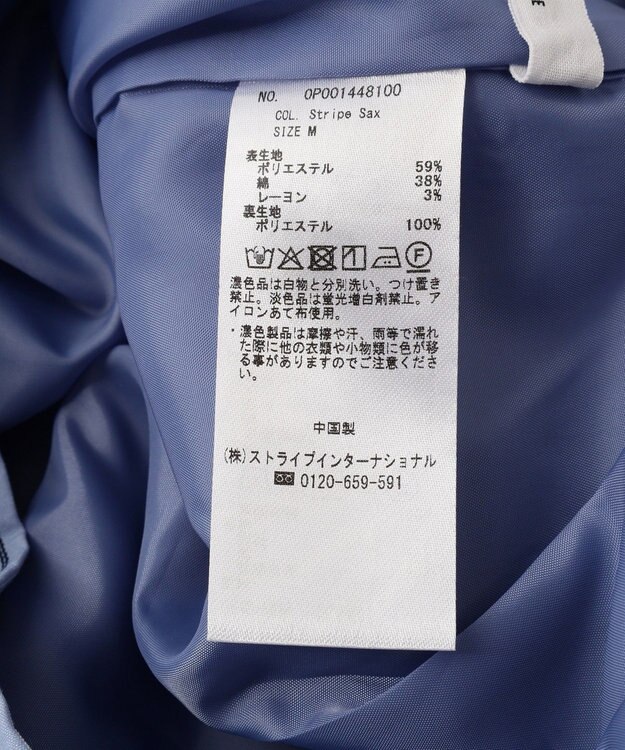 E
NO. 0P001448100
COL. Stripe Sax
SIZE M
表生地
ポリエステル 59%
綿 38%
レーヨン 3%
裏生地
ポリエステル 100%
F
濃色品は白物と分別洗い。つけ置き
禁止。淡色品は蛍光増白剤禁止。ア
イロンあて布使用。
・濃色製品は摩擦や汗、雨等で濡れ
た際に他の衣類や小物類に色が移
る事がありますのでご注意くださ
い。
中国製
(株)ストライプインターナショナル
0120-659-591